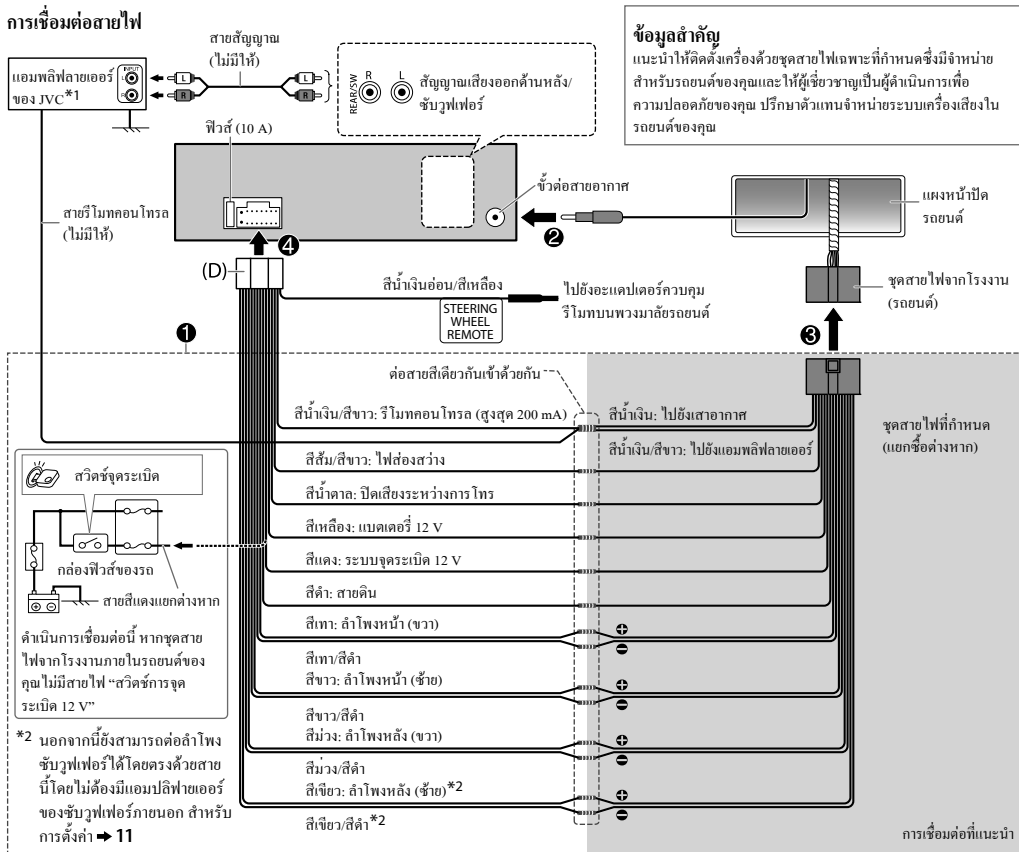 การเชื่อมต่อสายไฟ
สายสัญญาณ
(ไม่มีให้)
แอมพลิฟลายเออร์
ของ JVC*1
INPUT
L
R
L
R
L
R
REAR/SW
R
L
สัญญาณเสียงออกด้านหลัง/
ซับวูฟเฟอร์
ข้อมูลสำคัญ
แนะนำให้ติดตั้งเครื่องด้วยชุดสายไฟเฉพาะที่กำหนดซึ่งมีจำหน่าย
สำหรับรถยนต์ของคุณและให้ผู้เชี่ยวชาญเป็นผู้ดำเนินการเพื่อ
ความปลอดภัยของคุณ ปรึกษาตัวแทนจำหน่ายระบบเครื่องเสียงใน
รถยนต์ของคุณ
ฟิวส์ (10 A)
ขั้วต่อสายอากาศ
แผงหน้าปัด
รถยนต์
สายรีโมทคอนโทรล
(ไม่มีให้)
❷
❹
(D)
สีน้ำเงินอ่อน/สีเหลือง
STEERING
WHEEL
REMOTE
ไปยังอะแดปเตอร์ควบคุม
รีโมทบนพวงมาลัยรถยนต์
ชุดสายไฟจากโรงงาน
(รถยนต์)
❶
❸
ต่อสายสีเดียวกันเข้าด้วยกัน
สีน้ำเงิน/สีขาว: รีโมทคอนโทรล (สูงสุด 200 mA)
สีน้ำเงิน: ไปยังเสาอากาศ
สีน้ำเงิน/สีขาว: ไปยังแอมพลิฟลายเออร์
ชุดสายไฟที่กำหนด
(แยกซื้อต่างหาก)
สีส้ม/สีขาว: ไฟส่องสว่าง
สีน้ำตาล: ปิดเสียงระหว่างการโทร
สีเหลือง: แบตเตอรี่ 12 V
สีแดง: ระบบจุดระเบิด 12 V
สีดำ: สายดิน
สีเทา: ลำโพงหน้า (ขวา)
⊕
⊖
สีเทา/สีดำ
สีขาว: ลำโพงหน้า (ซ้าย)
⊕
⊖
สีขาว/สีดำ
สีม่วง: ลำโพงหลัง (ขวา)
⊕
⊖
สีม่วง/สีดำ
สีเขียว: ลำโพงหลัง (ซ้าย)*2
⊕
⊖
สีเขียว/สีดำ*2
สวิตช์จุดระเบิด
กล่องฟิวส์ของรถ
สายสีแดงแยกต่างหาก
⊕ ⊖
ดำเนินการเชื่อมต่อนี้ หากชุดสาย
ไฟจากโรงงานภายในรถยนต์ของ
คุณไม่มีสายไฟ “สวิตช์การจุด
ระเบิด 12 V”
*2 นอกจากนี้ยังสามารถต่อลำโพง
ซับวูฟเฟอร์ได้โดยตรงด้วยสาย
นี้โดยไม่ต้องมีแอมปลิฟายเออร์
ของซับวูฟเฟอร์ภายนอก สำหรับ
การตั้งค่า ➡ 11
การเชื่อมต่อที่แนะนำ